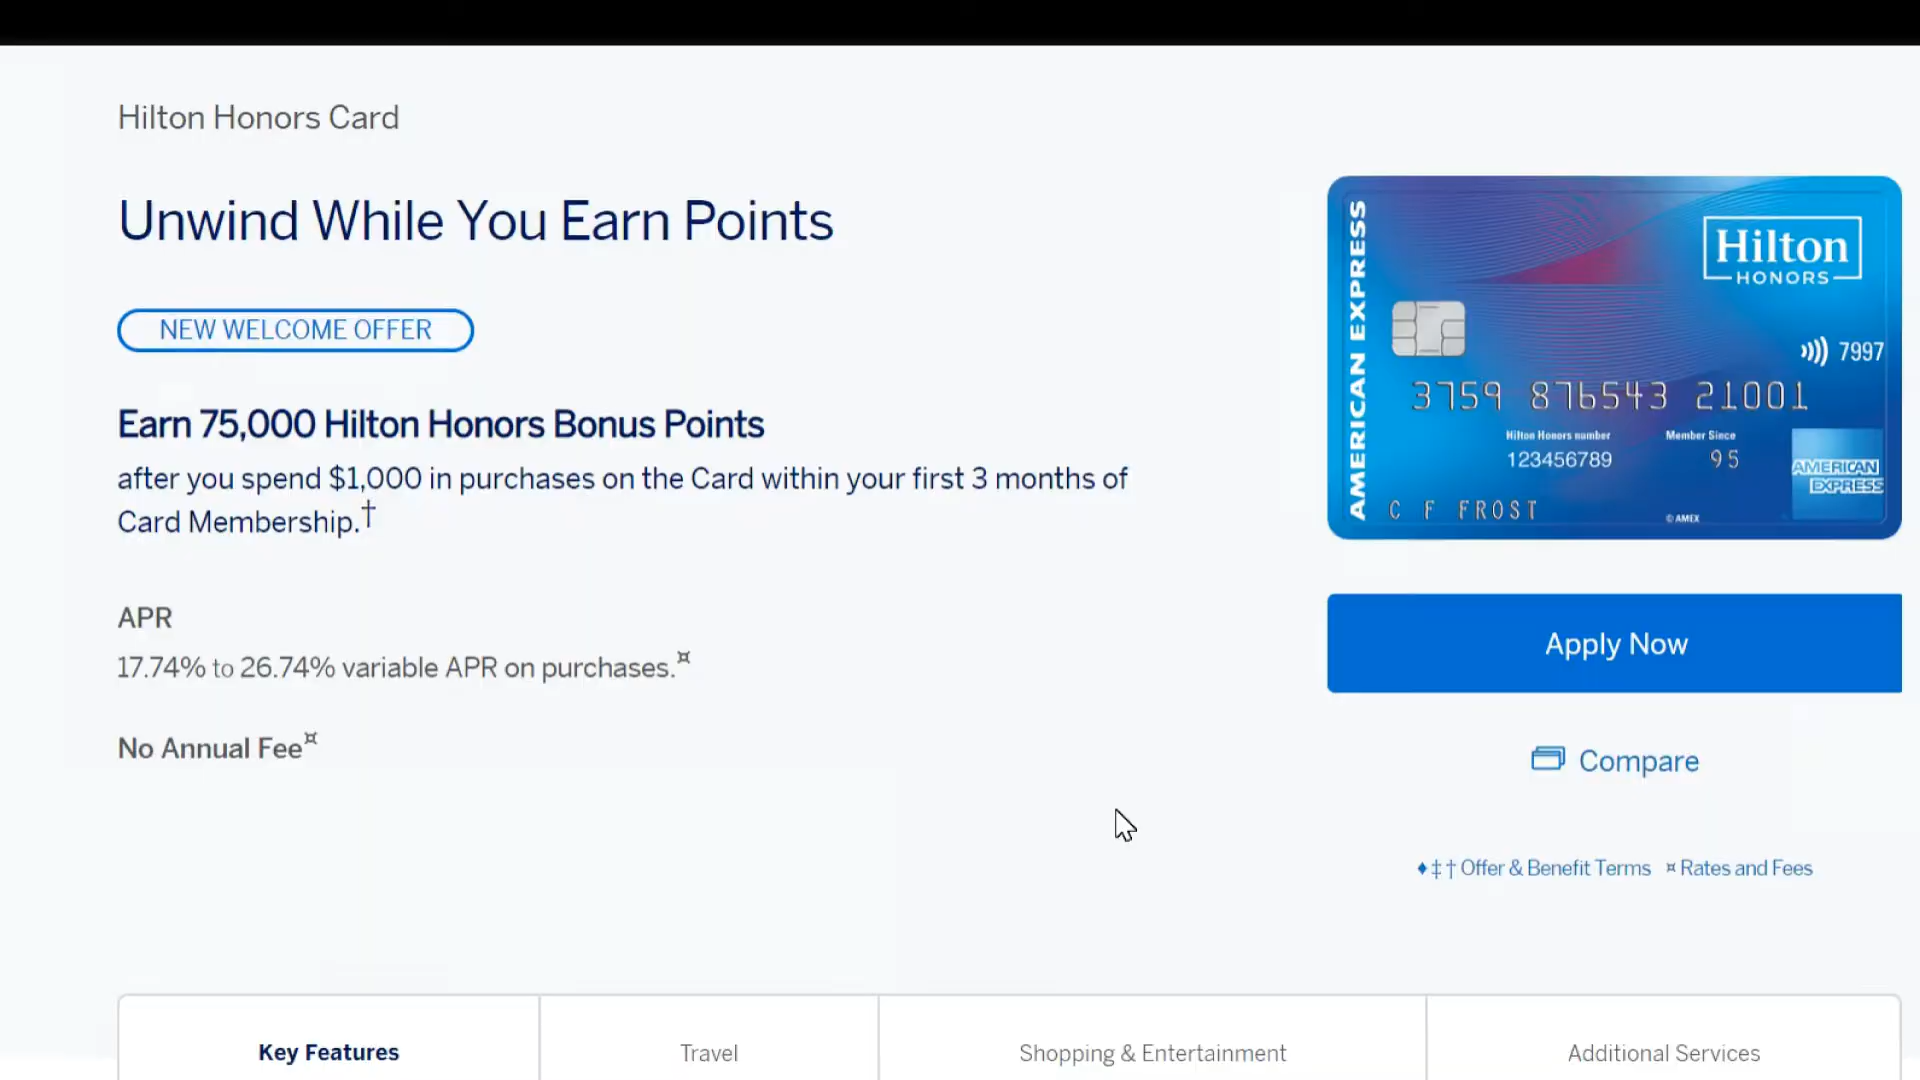 Hilton Honors Card
Unwind While You Earn Points
NEW WELCOME OFFER
Earn 75,000 Hilton Honors Bonus Points
after you spend $1,000 in purchases on the Card within your first 3 months of
Card Membership.†
APR
17.74% to 26.74% variable APR on purchases.¤
No Annual Fee¤
AMERICAN EXPRESS
Hilton
HONORS
7997
3759 876543 21001
Hilton Honors number
123456789
Member Since
95
AMERICAN
EXPRESS
C F FROST
© AMEX
Apply Now
Compare
♦‡† Offer & Benefit Terms ¤ Rates and Fees
Key Features
Travel
Shopping & Entertainment
Additional Services